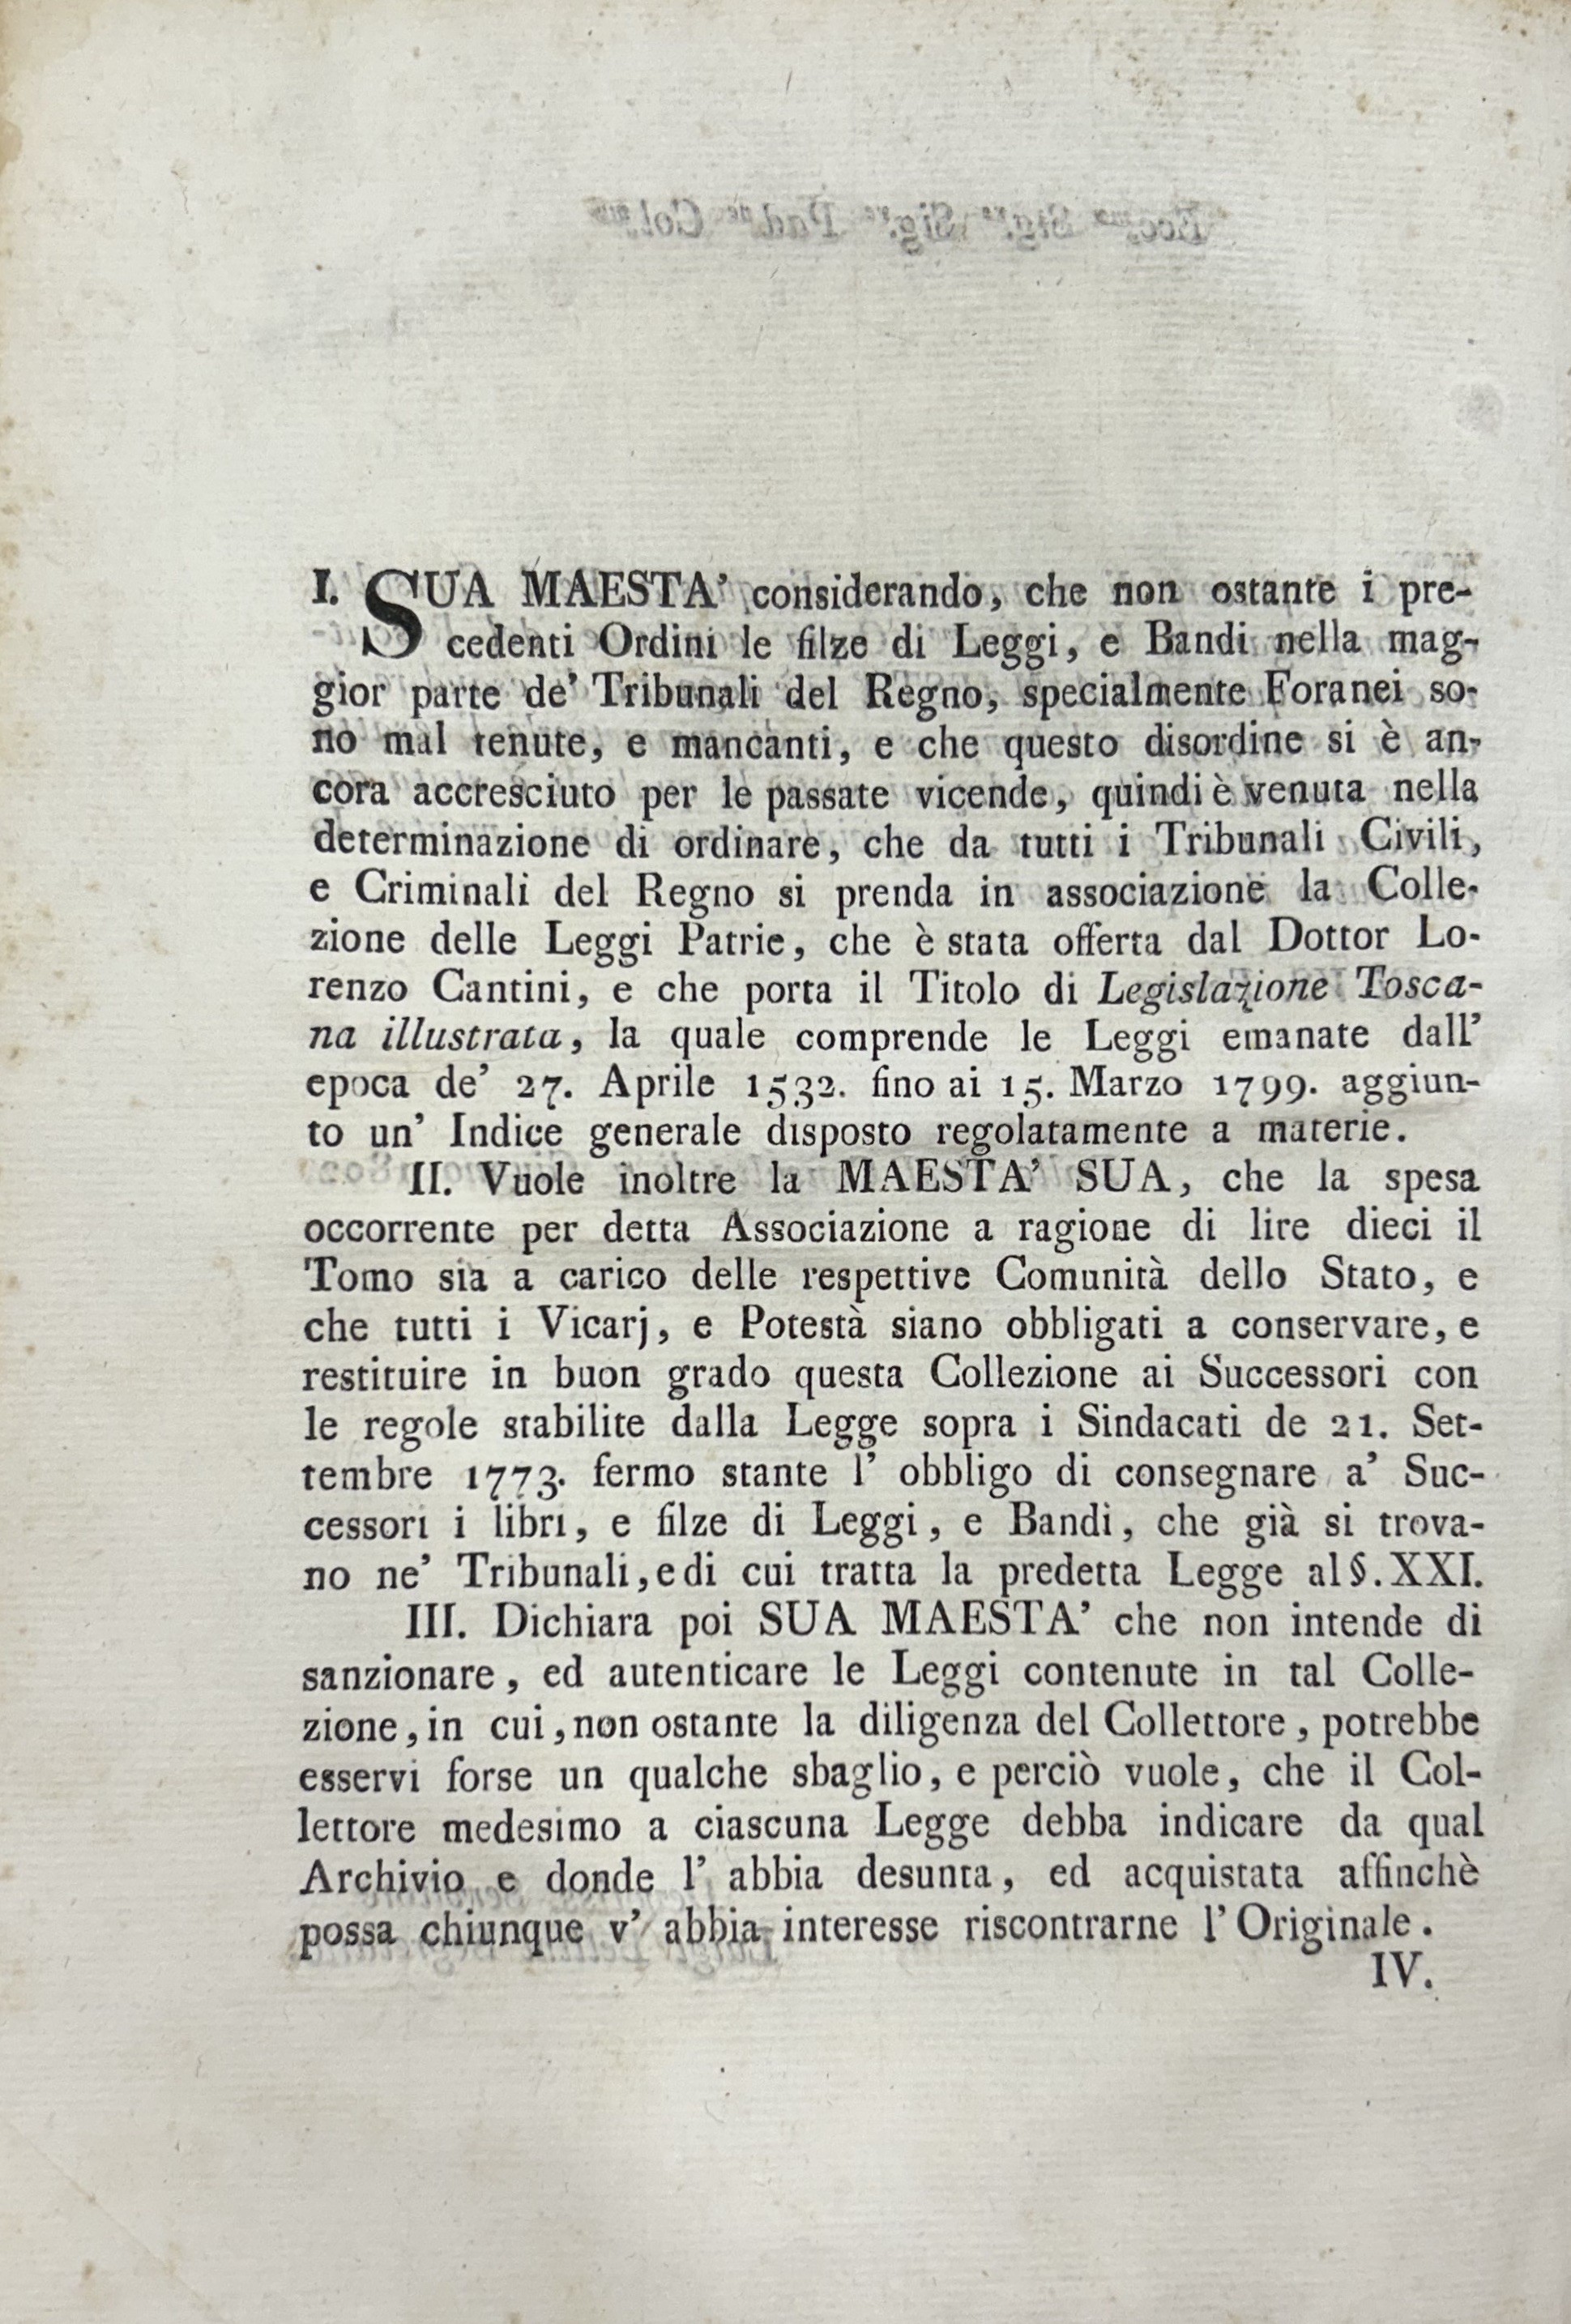 I. SUA MAESTA' considerando, che non ostante i pre-
cedenti Ordini le filze di Leggi, e Bandi nella mag-
gior parte de' Tribunali del Regno, specialmente Foranei so-
no mal tenute, e mancanti, e che questo disordine si è an-
cora accresciuto per le passate vicende, quindi è venuta nella
determinazione di ordinare, che da tutti i Tribunali Civili,
e Criminali del Regno si prenda in associazione la Colle-
zione delle Leggi Patrie, che è stata offerta dal Dottor Lo-
renzo Cantini, e che porta il Titolo di Legislazione Tosca-
na illustrata, la quale comprende le Leggi emanate dall'
epoca de' 27. Aprile 1532. fino ai 15. Marzo 1799. aggiun-
to un' Indice generale disposto regolatamente a materie.
II. Vuole inoltre la MAESTA' SUA, che la spesa
occorrente per detta Associazione a ragione di lire dieci il
Tomo sia a carico delle respettive Comunità dello Stato, e
che tutti i Vicarj, e Potestà siano obbligati a conservare, e
restituire in buon grado questa Collezione ai Successori con
le regole stabilite dalla Legge sopra i Sindacati de 21. Set-
tembre 1773. fermo stante l' obbligo di consegnare a' Suc-
cessori i libri, e filze di Leggi, e Bandi, che già si trova-
no ne' Tribunali, e di cui tratta la predetta Legge al §. XXI.
III. Dichiara poi SUA MAESTA' che non intende di
sanzionare, ed autenticare le Leggi contenute in tal Colle-
zione, in cui, non ostante la diligenza del Collettore, potrebbe
esservi forse un qualche sbaglio, e perciò vuole, che il Col-
lettore medesimo a ciascuna Legge debba indicare da qual
Archivio e donde l' abbia desunta, ed acquistata affinchè
possa chiunque v' abbia interesse riscontrarne l' Originale.
IV.